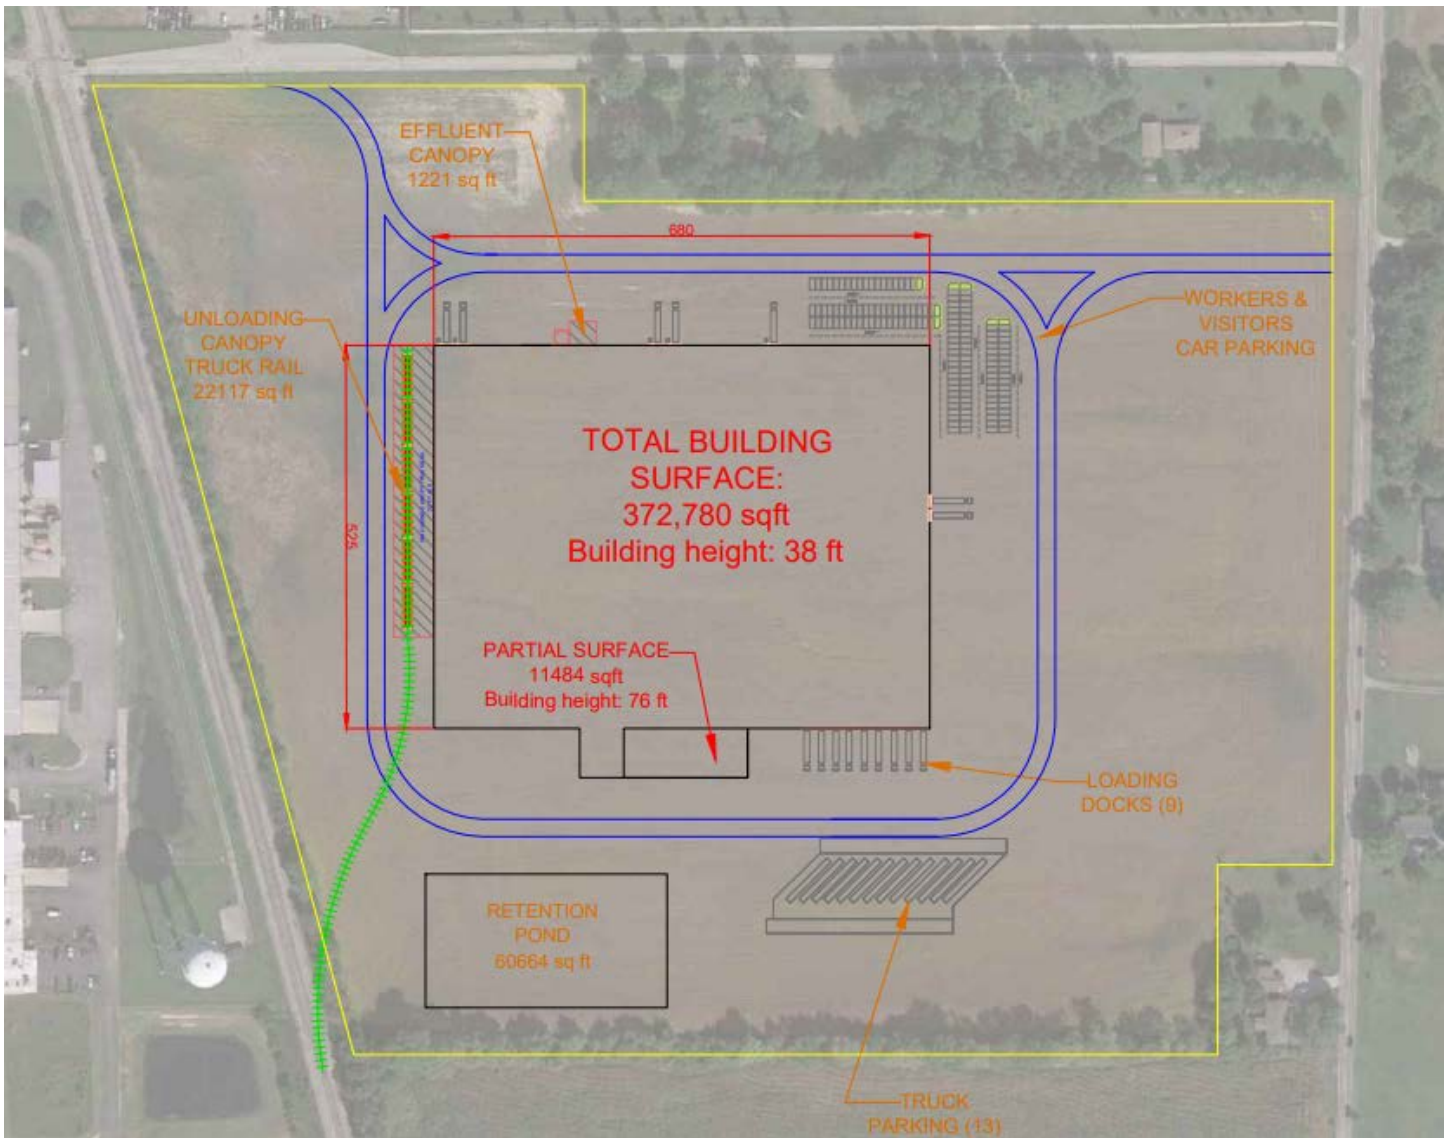 EFFLUENT
CANOPY
1221 sq ft
680
UNLOADING
CANOPY
TRUCK RAIL
22117 sq ft
WORKERS &
VISITORS
CAR PARKING
TOTAL BUILDING
SURFACE:
372,780 sqft
Building height: 38 ft
525
PARTIAL SURFACE
11484 sqft
Building height: 76 ft
LOADING
DOCKS (9)
RETENTION
POND
60664 sq ft
TRUCK
PARKING (13)